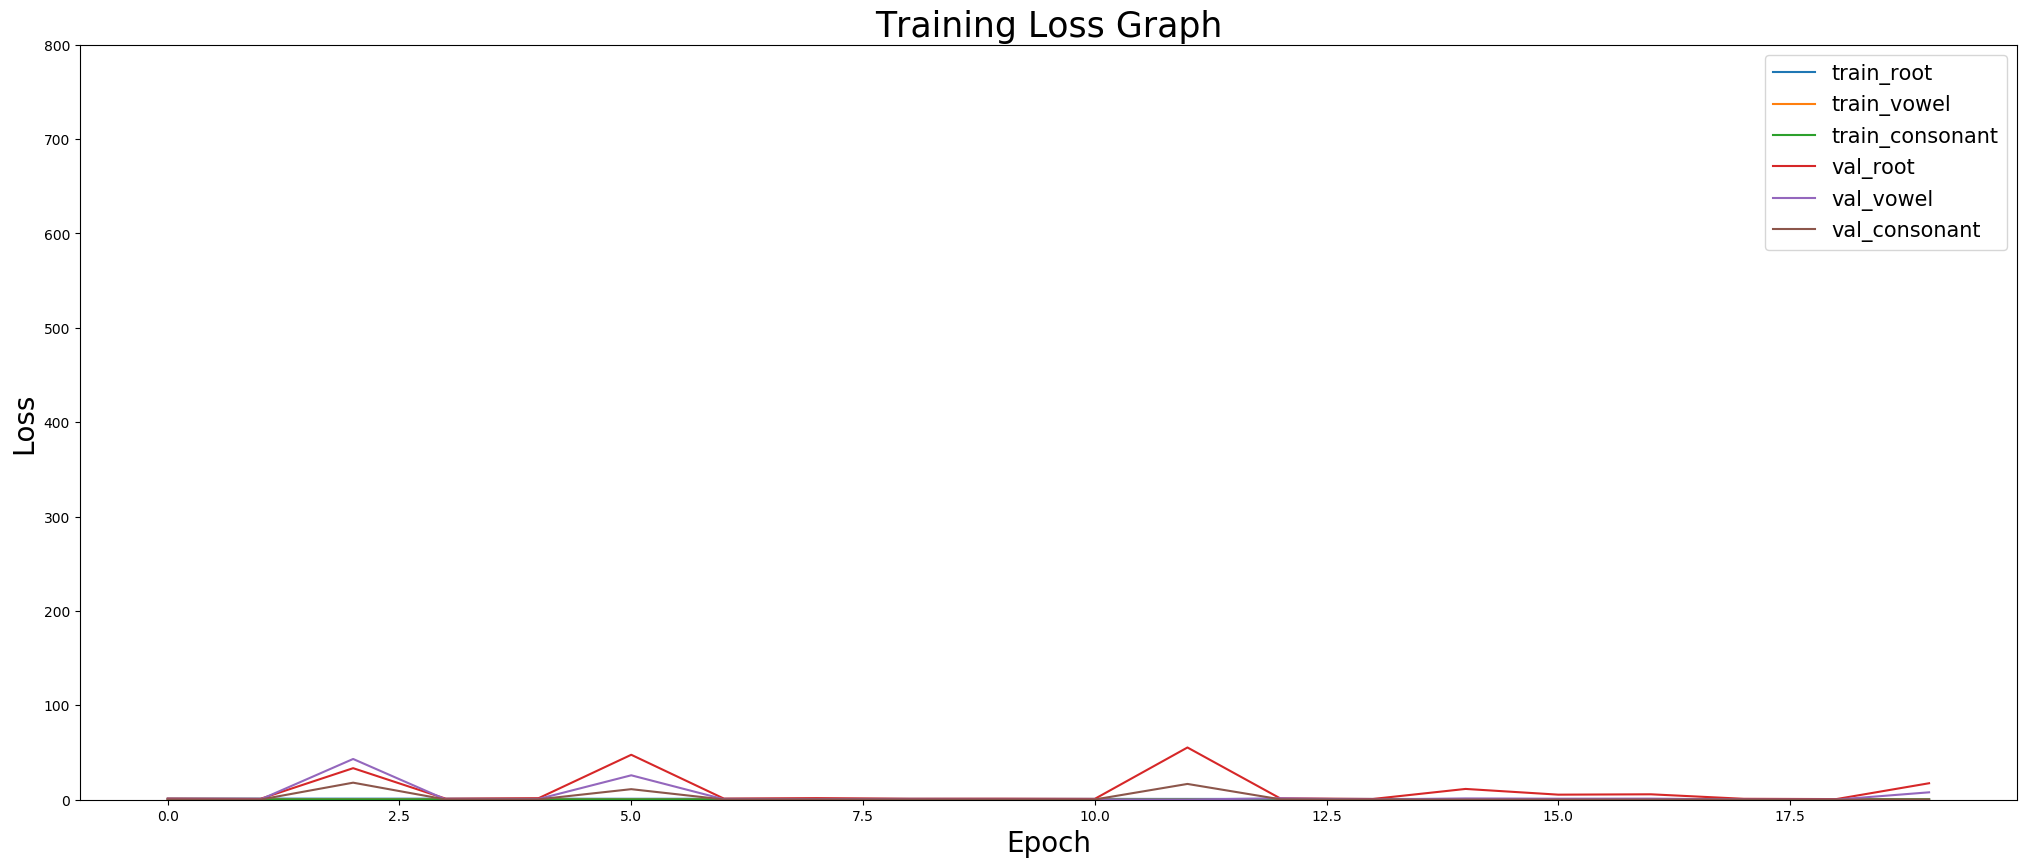 Training Loss Graph
800
700
600
500
400
300
200
100
0
Loss
train_root
train_vowel
train_consonant
val_root
val_vowel
val_consonant
0.0 2.5 5.0 7.5 10.0 12.5 15.0 17.5
Epoch